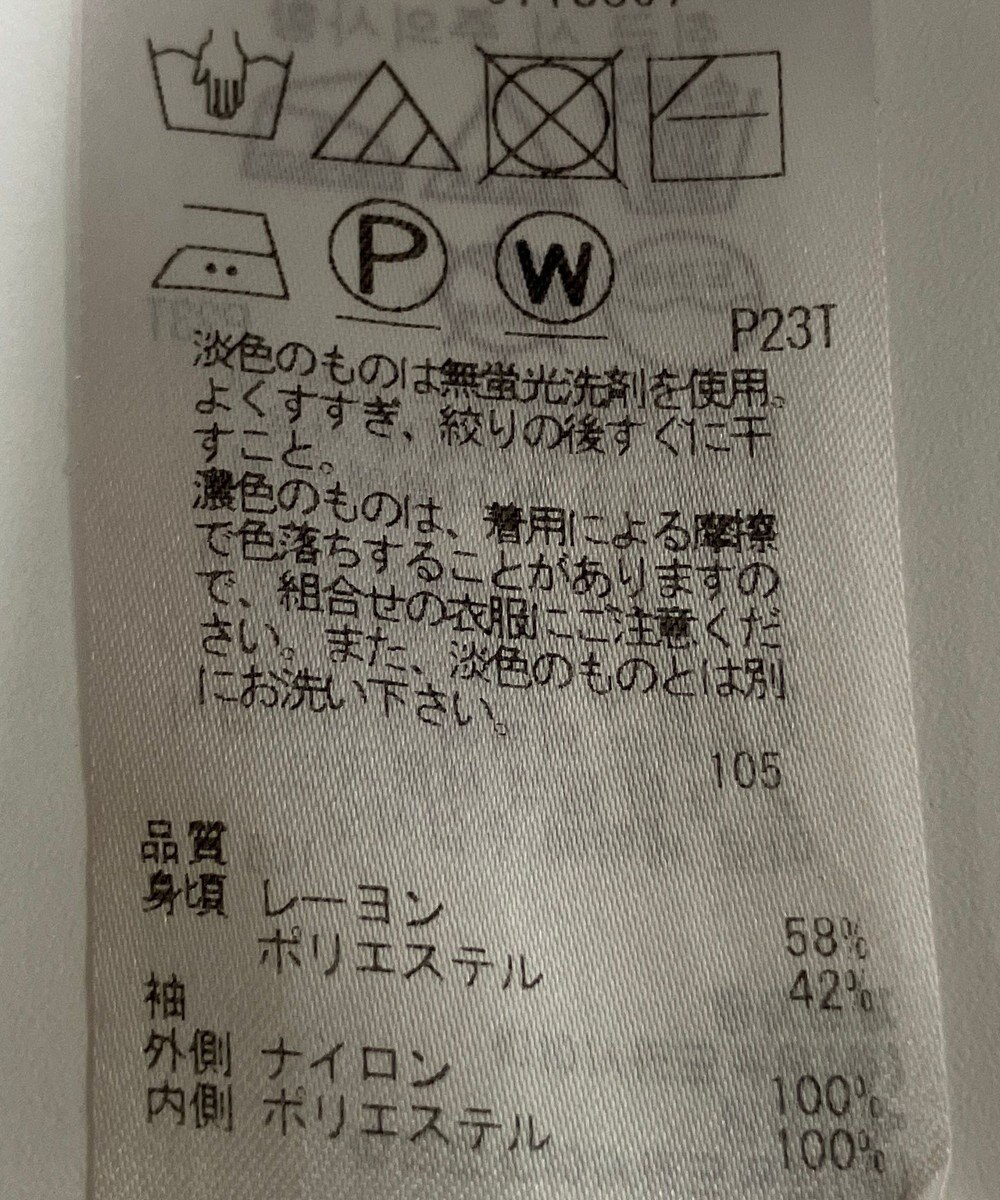 P
W
P23T
淡色のものは無蛍光洗剤を使用。
よくすすぎ、絞りの後すぐに干
すこと。
濃色のものは、着用による摩擦
で色落ちすることがありますの
で、組合せの衣服にご注意くだ
さい。また、淡色のものとは別
にお洗い下さい。
105
品質
身頃 レーヨン 58%
ポリエステル 42%
袖
外側 ナイロン 100%
内側 ポリエステル 100%